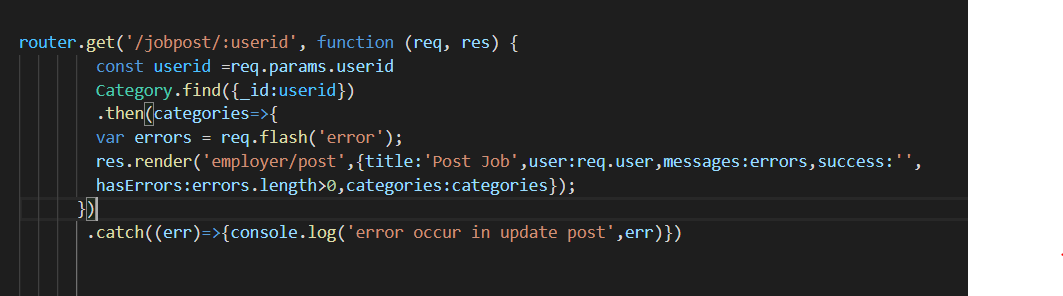 router.get('/jobpost/:userid', function (req, res) {
const userid =req.params.userid
Category.find({_id:userid})
.then(categories=>{
var errors = req.flash('error');
res.render('employer/post',{title:'Post Job',user:req.user,messages:errors,success:'',
hasErrors:errors.length>0,categories:categories});
})
.catch((err)=>{console.log('error occur in update post',err)})